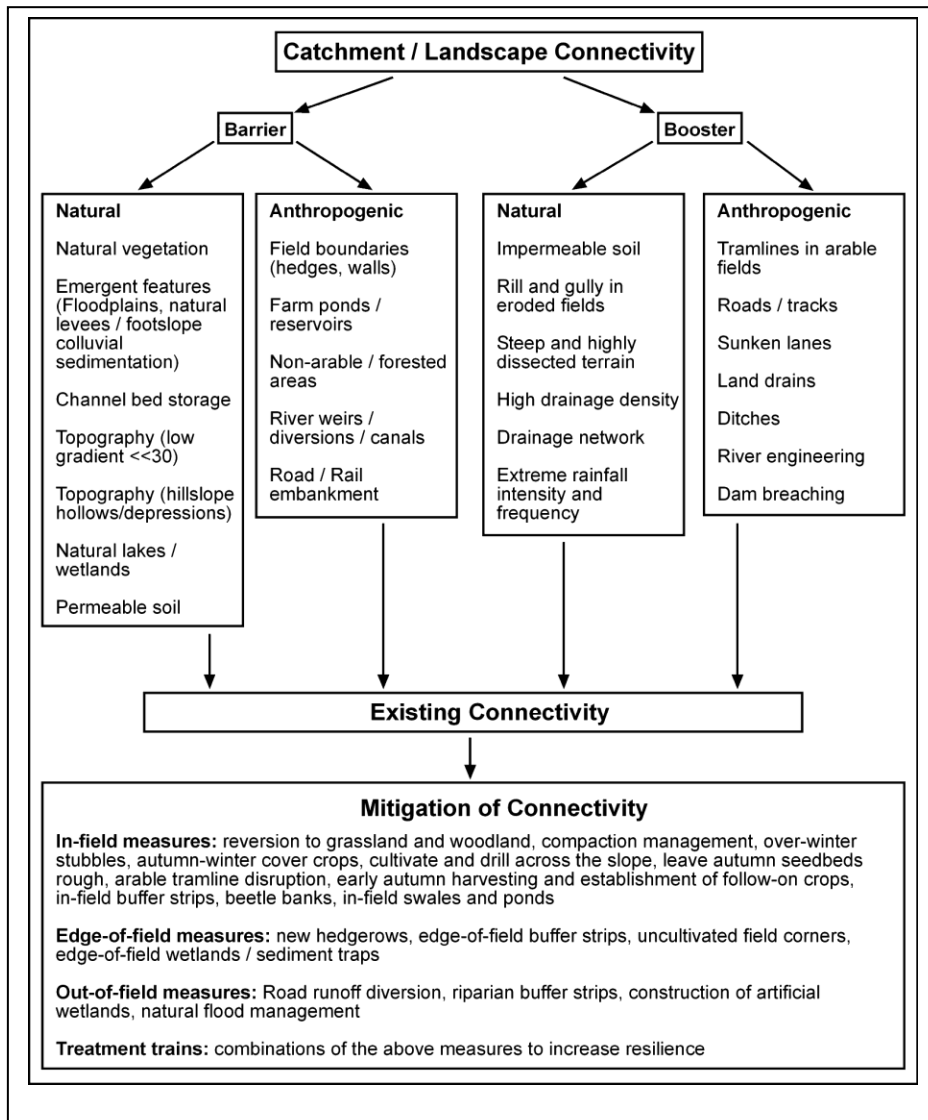 Catchment / Landscape Connectivity
Barrier
Booster
Natural
Natural vegetation
Emergent features
(Floodplains, natural
levees / footslope
colluvial
sedimentation)
Channel bed storage
Topography (low
gradient <<30)
Topography (hillslope
hollows/depressions)
Natural lakes /
wetlands
Permeable soil
Anthropogenic
Field boundaries
(hedges, walls)
Farm ponds /
reservoirs
Non-arable / forested
areas
River weirs /
diversions / canals
Road / Rail
embankment
Natural
Impermeable soil
Rill and gully in
eroded fields
Steep and highly
dissected terrain
High drainage density
Drainage network
Extreme rainfall
intensity and
frequency
Anthropogenic
Tramlines in arable
fields
Roads / tracks
Sunken lanes
Land drains
Ditches
River engineering
Dam breaching
Existing Connectivity
Mitigation of Connectivity
In-field measures: reversion to grassland and woodland, compaction management, over-winter
stubbles, autumn-winter cover crops, cultivate and drill across the slope, leave autumn seedbeds
rough, arable tramline disruption, early autumn harvesting and establishment of follow-on crops,
in-field buffer strips, beetle banks, in-field swales and ponds
Edge-of-field measures: new hedgerows, edge-of-field buffer strips, uncultivated field corners,
edge-of-field wetlands / sediment traps
Out-of-field measures: Road runoff diversion, riparian buffer strips, construction of artificial
wetlands, natural flood management
Treatment trains: combinations of the above measures to increase resilience